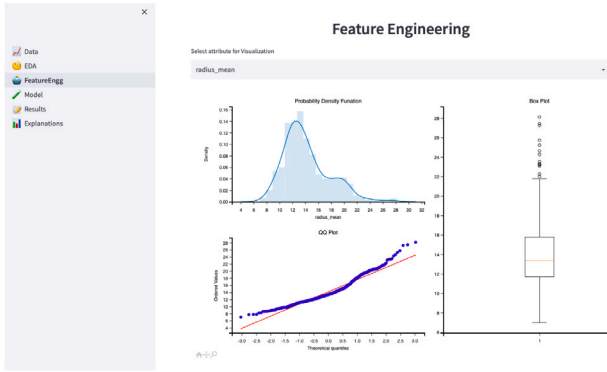 ×
Data
EDA
FeatureEngg
Model
Results
Explanations
Feature Engineering
Select attribute for Visualization
radius_mean
Probability Density Funation
Density
0.16
0.14
0.12
0.10
0.08
0.06
0.04
0.02
0.00
4 6 8 10 12 14 16 18 20 22 24 26 28 30 32
radius_mean
QQ Plot
Ordered Values
28
26
24
22
20
18
16
14
12
10
8
6
4
-3.0 -2.5 -2.0 -1.5 -1.0 -0.5 0.0 0.5 1.0 1.5 2.0 2.5 3.0
Theoretical quantiles
Box Plot
28
26
24
22
20
18
16
14
12
10
8
6
1